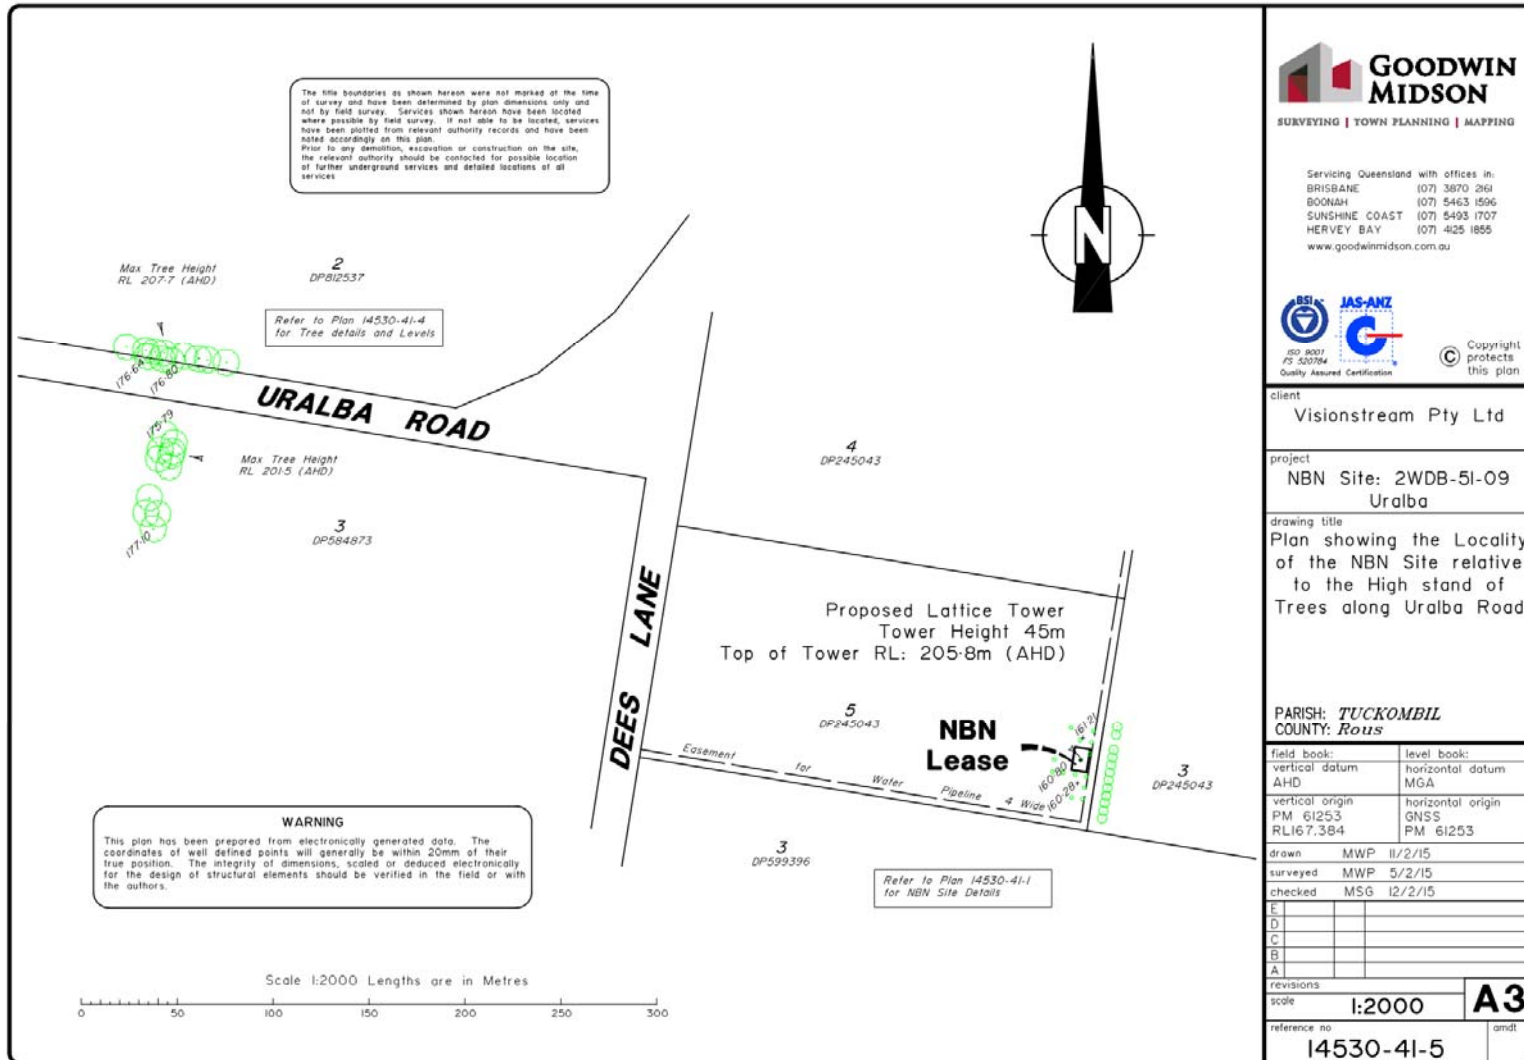 The title boundaries as shown hereon were not marked at the time
of survey and have been determined by plan dimensions only and
not by field survey. Services shown hereon have been located
where possible by field survey. If not able to be located, services
have been plotted from relevant authority records and have been
noted accordingly on this plan.
Prior to any demolition, excavation or construction on the site,
the relevant authority should be contacted for possible location
of further underground services and detailed locations of all
services
Max Tree Height
RL 207·7 (AHD)
2
DP812537
Refer to Plan 14530-41-4
for Tree details and Levels
176·64
176·80
URALBA ROAD
175·79
Max Tree Height
RL 201·5 (AHD)
177·10
3
DP584873
N
4
DP245043
DEES LANE
Proposed Lattice Tower
Tower Height 45m
Top of Tower RL: 205·8m (AHD)
5
DP245043
NBN
Lease
161·21
160·80
160·28
Easement for Water Pipeline 4 Wide
3
DP245043
3
DP599396
Refer to Plan 14530-41-1
for NBN Site Details
WARNING
This plan has been prepared from electronically generated data. The
coordinates of well defined points will generally be within 20mm of their
true position. The integrity of dimensions, scaled or deduced electronically
for the design of structural elements should be verified in the field or with
the authors.
Scale 1:2000 Lengths are in Metres
0 50 100 150 200 250 300
GOODWIN
MIDSON
SURVEYING | TOWN PLANNING | MAPPING
Servicing Queensland with offices in:
BRISBANE (07) 3870 2161
BOONAH (07) 5463 1596
SUNSHINE COAST (07) 5493 1707
HERVEY BAY (07) 4125 1855
www.goodwinmidson.com.au
BSI
JAS-ANZ
C
ISO 9001
FS 520784
Quality Assured Certification
© Copyright
protects
this plan
client
Visionstream Pty Ltd
project
NBN Site: 2WDB-51-09
Uralba
drawing title
Plan showing the Locality
of the NBN Site relative
to the High stand of
Trees along Uralba Road
PARISH: TUCKOMBIL
COUNTY: Rous
field book: level book:
vertical datum horizontal datum
AHD MGA
vertical origin horizontal origin
PM 61253 GNSS
RL167.384 PM 61253
drawn MWP 11/2/15
surveyed MWP 5/2/15
checked MSG 12/2/15
E
D
C
B
A
revisions
scale 1:2000 A3
reference no amdt
14530-41-5